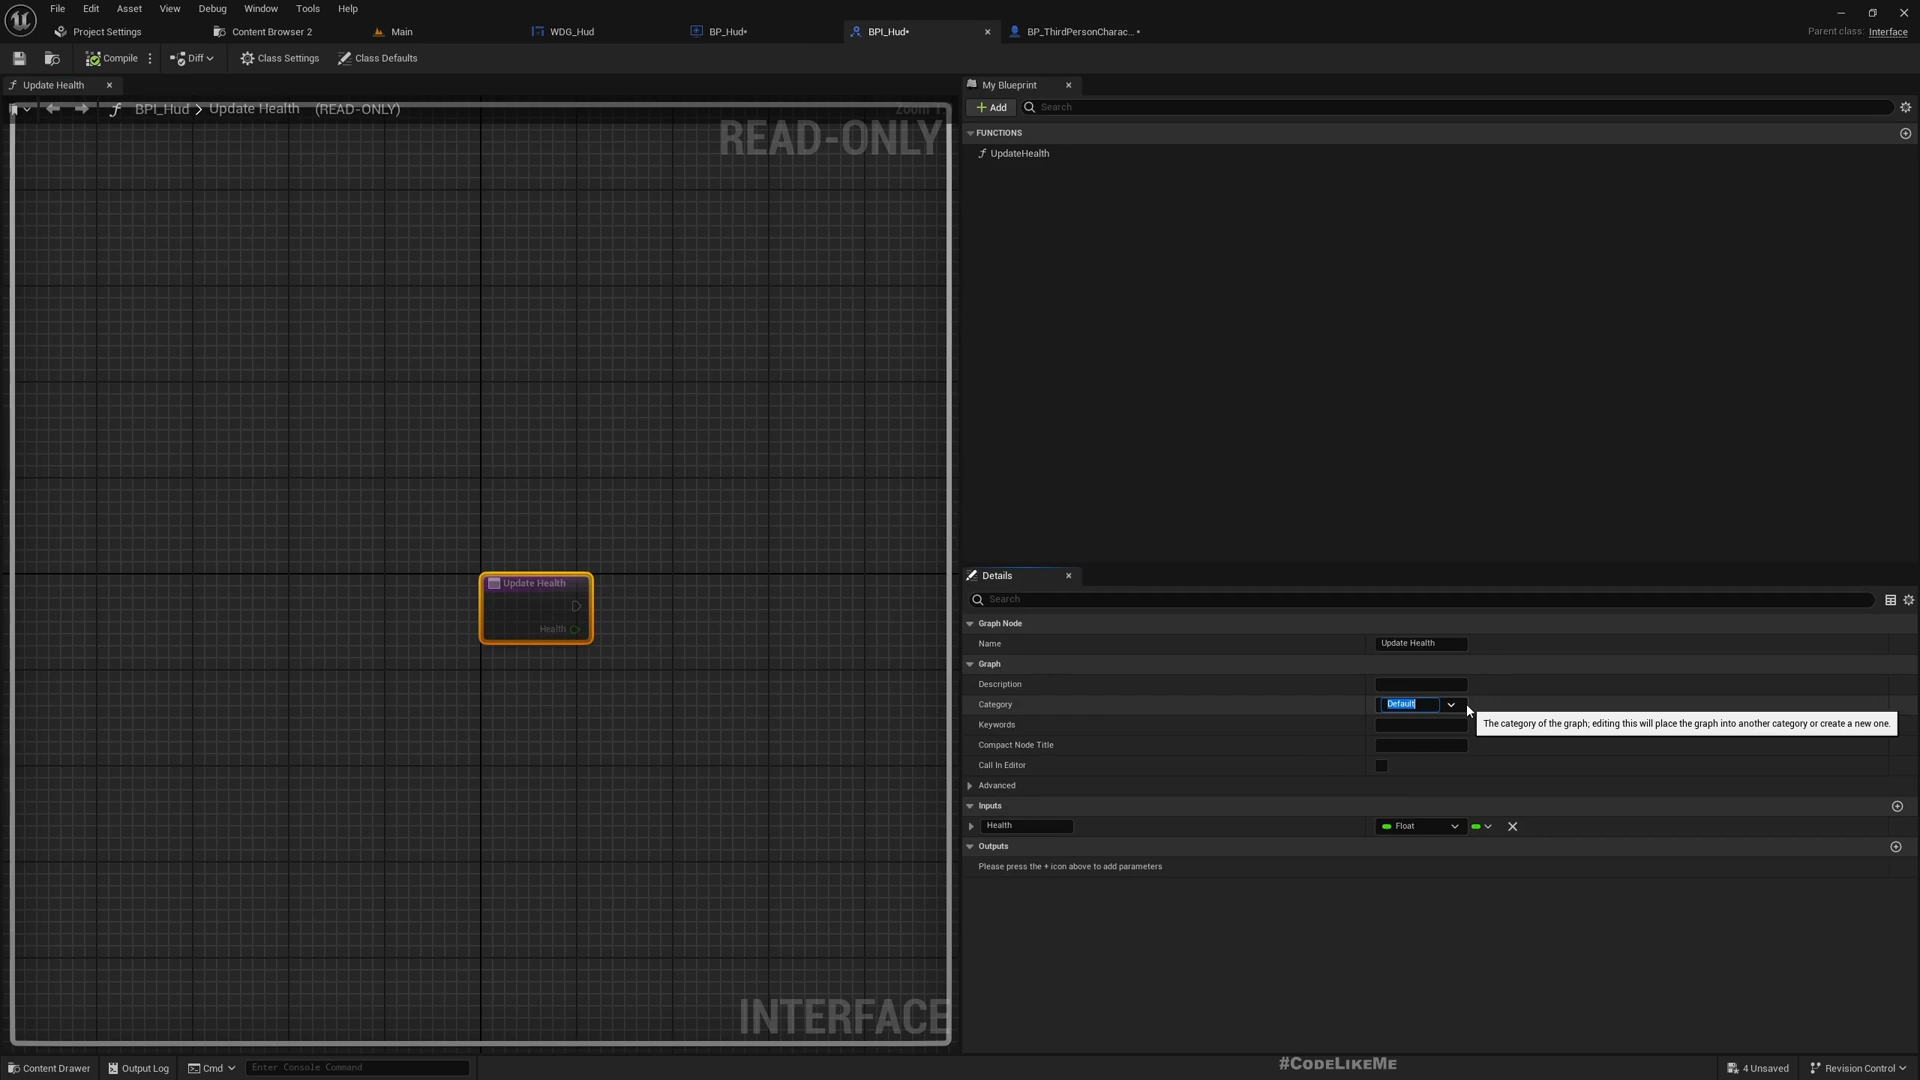 File Edit Asset View Debug Window Tools Help
Project Settings Content Browser 2 Main WDG_Hud BP_Hud* BPI_Hud* BP_ThirdPersonCharac...* Parent class: Interface
Compile Diff Class Settings Class Defaults
Update Health
BPI_Hud > Update Health (READ-ONLY)
READ-ONLY
Update Health
Health
INTERFACE
My Blueprint
+ Add Search
FUNCTIONS
UpdateHealth
Details
Search
Graph Node
Name Update Health
Graph
Description
Category Default
The category of the graph; editing this will place the graph into another category or create a new one.
Keywords
Compact Node Title
Call In Editor
Advanced
Inputs
Health Float
Outputs
Please press the + icon above to add parameters
Content Drawer Output Log Cmd Enter Console Command #CODELIKEME 4 Unsaved Revision Control